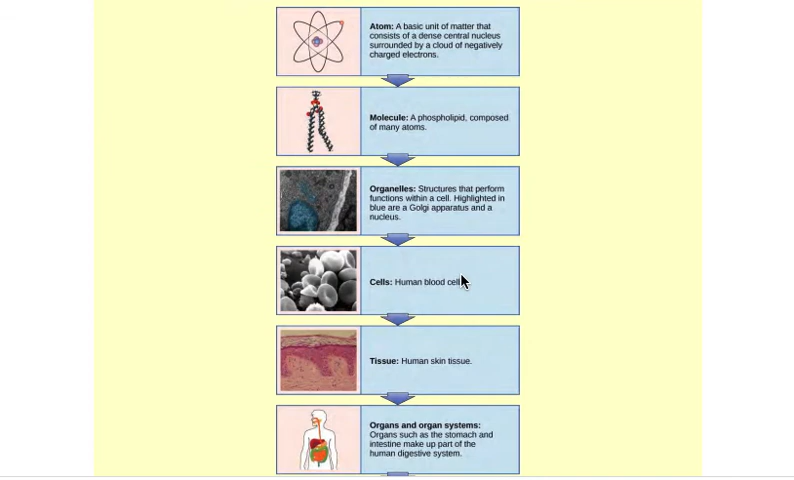 Atom: A basic unit of matter that
consists of a dense central nucleus
surrounded by a cloud of negatively
charged electrons.
Molecule: A phospholipid, composed
of many atoms.
Organelles: Structures that perform
functions within a cell. Highlighted in
blue are a Golgi apparatus and a
nucleus.
Cells: Human blood
Tissue: Human skin tissue.
Organs and organ systems:
Organs such as the stomach and
intestine make up part of the
human digestive system.